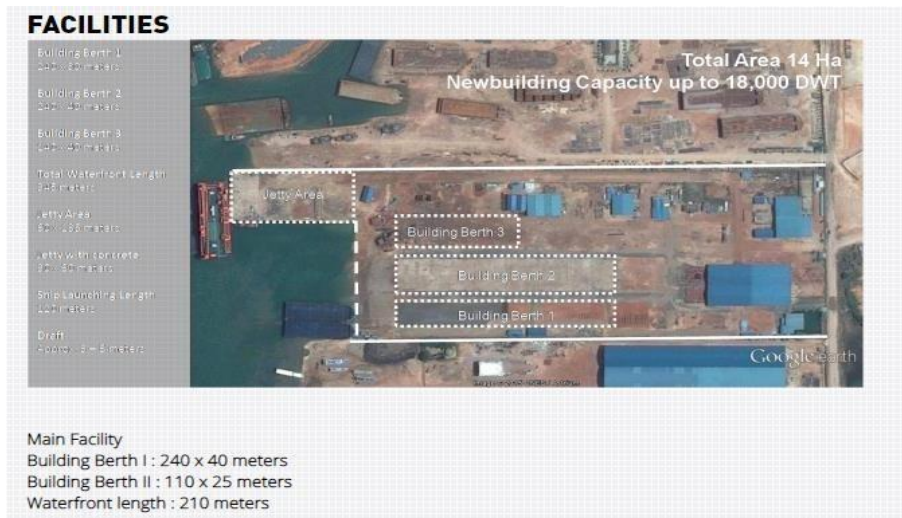 FACILITIES
Building Berth 1
Total Area 14 Ha
Newbuilding Capacity up to 18,000 DWT
Building Berth 2
Building Berth 3
Total Waterfront Length
Jetty Area
Jetty with concrete
Ship Launching Length
Draft
Jetty Area
Building Berth 3
Building Berth 2
Building Berth 1
Google earth
Main Facility
Building Berth I : 240 x 40 meters
Building Berth II : 110 x 25 meters
Waterfront length : 210 meters